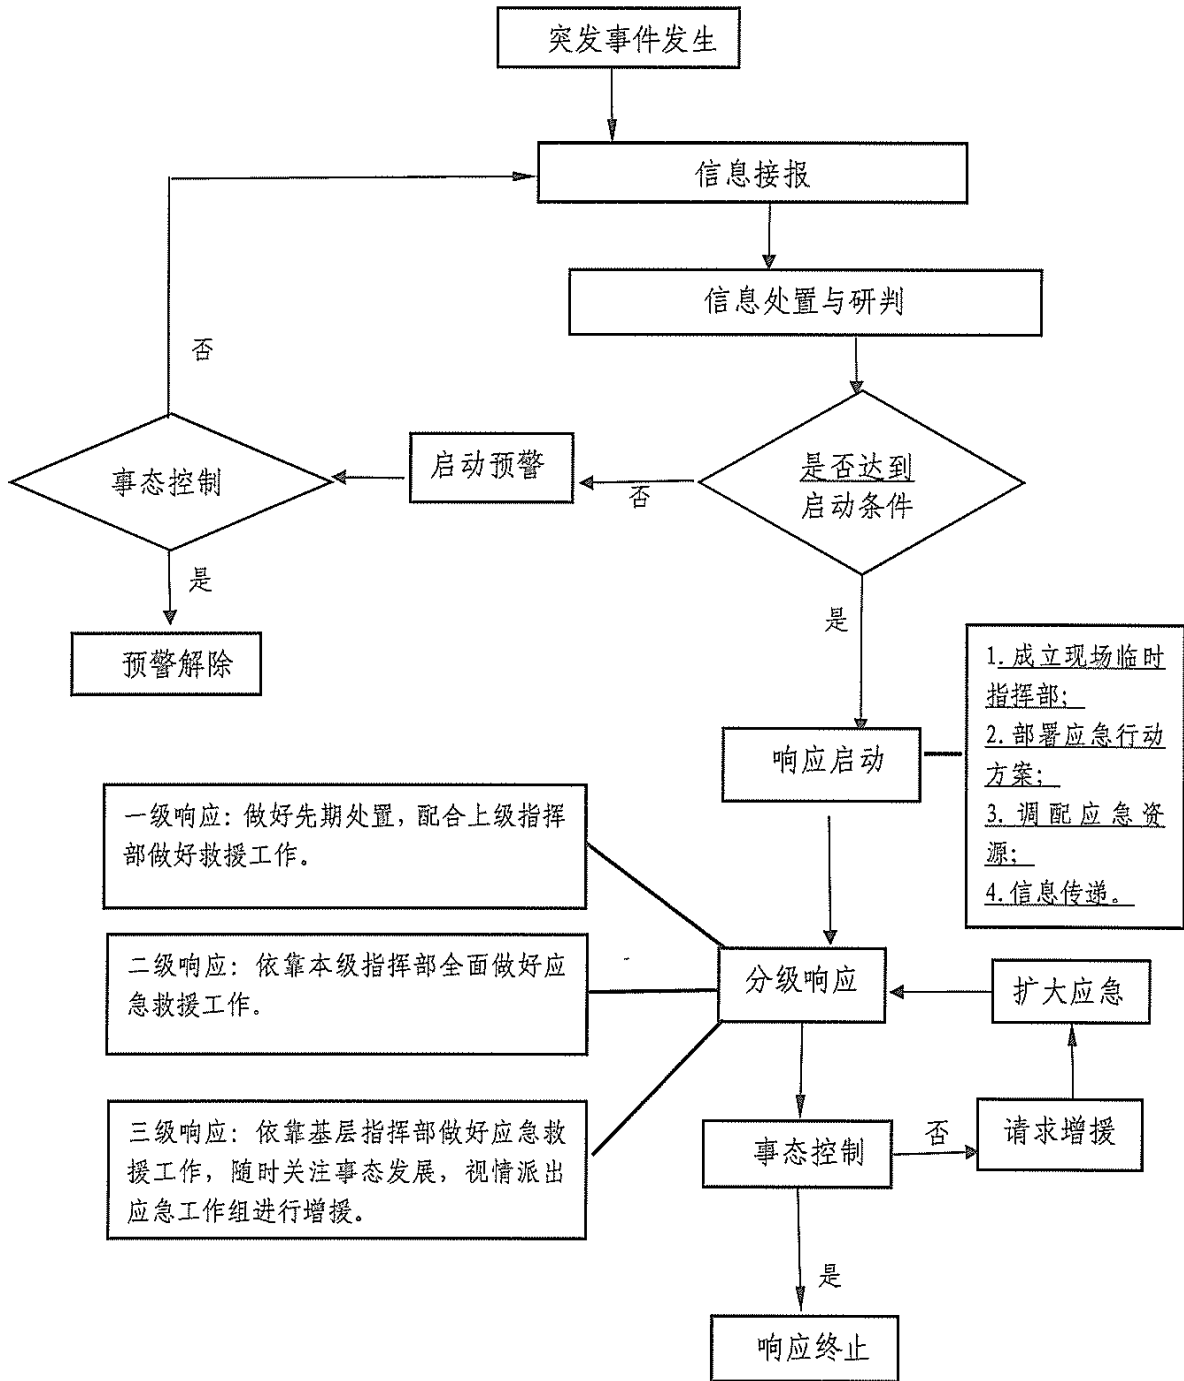 突发事件发生
信息接报
信息处置与研判
否
是否达到
启动条件
启动预警
否
事态控制
是
预警解除
是
响应启动
1.成立现场临时
指挥部；
2.部署应急行动
方案；
3.调配应急资
源；
4.信息传递。
一级响应：做好先期处置，配合上级指挥
部做好救援工作。
二级响应：依靠本级指挥部全面做好应
急救援工作。
三级响应：依靠基层指挥部做好应急救
援工作，随时关注事态发展，视情派出
应急工作组进行增援。
分级响应
扩大应急
事态控制
否
请求增援
是
响应终止